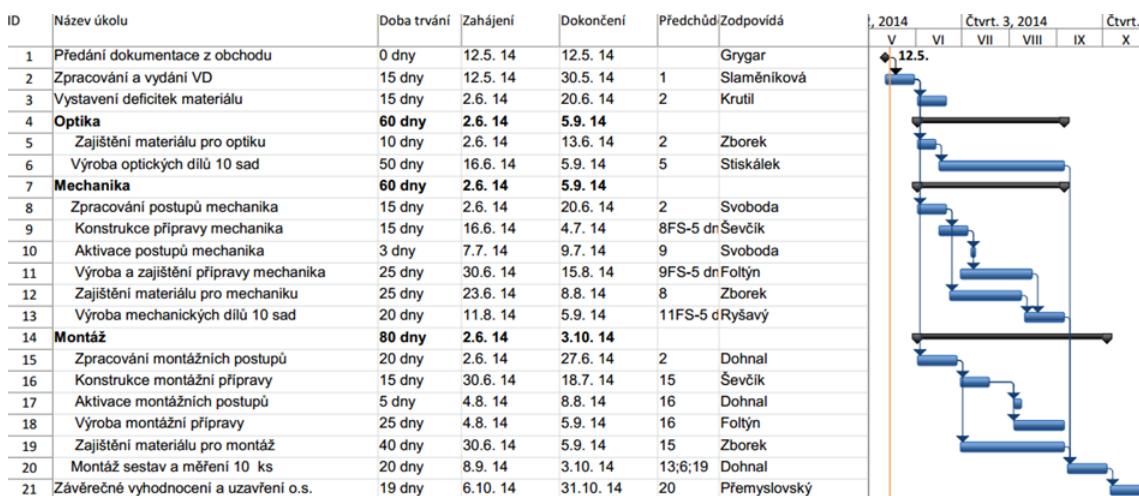 ID Název úkolu Doba trvání Zahájení Dokončení Předchůd Zodpovídá , 2014 Čtvrt. 3, 2014 Čtvrt.
V VI VII VIII IX X
1 Předání dokumentace z obchodu 0 dny 12.5. 14 12.5. 14 Grygar 12.5.
2 Zpracování a vydání VD 15 dny 12.5. 14 30.5. 14 1 Slaměníková
3 Vystavení deficitek materiálu 15 dny 2.6. 14 20.6. 14 2 Krutil
4 Optika 60 dny 2.6. 14 5.9. 14
5 Zajištění materiálu pro optiku 10 dny 2.6. 14 13.6. 14 2 Zborek
6 Výroba optických dílů 10 sad 50 dny 16.6. 14 5.9. 14 5 Stiskálek
7 Mechanika 60 dny 2.6. 14 5.9. 14
8 Zpracování postupů mechanika 15 dny 2.6. 14 20.6. 14 2 Svoboda
9 Konstrukce přípravy mechanika 15 dny 16.6. 14 4.7. 14 8FS-5 dn Ševčík
10 Aktivace postupů mechanika 3 dny 7.7. 14 9.7. 14 9 Svoboda
11 Výroba a zajištění přípravy mechanika 25 dny 30.6. 14 15.8. 14 9FS-5 dn Foltýn
12 Zajištění materiálu pro mechaniku 25 dny 23.6. 14 8.8. 14 8 Zborek
13 Výroba mechanických dílů 10 sad 20 dny 11.8. 14 5.9. 14 11FS-5 d Ryšavý
14 Montáž 80 dny 2.6. 14 3.10. 14
15 Zpracování montážních postupů 20 dny 2.6. 14 27.6. 14 2 Dohnal
16 Konstrukce montážní přípravy 15 dny 30.6. 14 18.7. 14 15 Ševčík
17 Aktivace montážních postupů 5 dny 4.8. 14 8.8. 14 16 Dohnal
18 Výroba montážní přípravy 25 dny 4.8. 14 5.9. 14 16 Foltýn
19 Zajištění materiálu pro montáž 40 dny 30.6. 14 5.9. 14 15 Zborek
20 Montáž sestav a měření 10 ks 20 dny 8.9. 14 3.10. 14 13;6;19 Dohnal
21 Závěrečné vyhodnocení a uzavření o.s. 19 dny 6.10. 14 31.10. 14 20 Přemyslovský